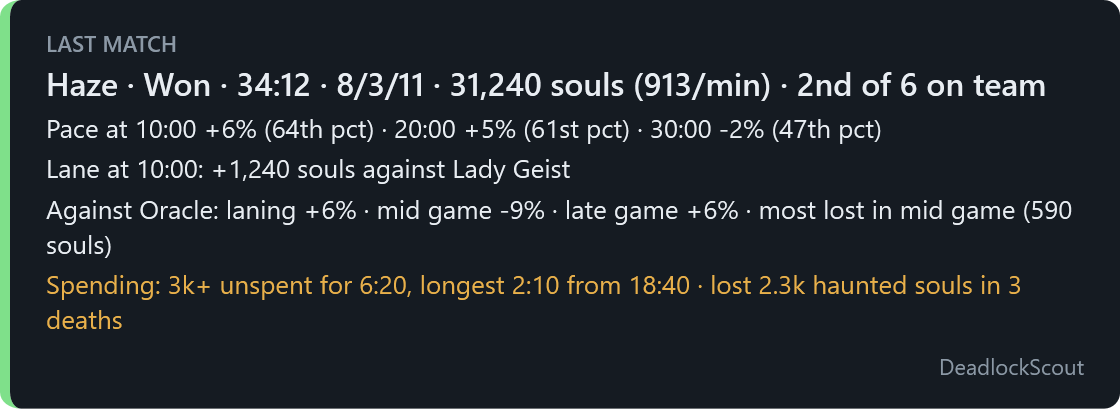 LAST MATCH
Haze · Won · 34:12 · 8/3/11 · 31,240 souls (913/min) · 2nd of 6 on team
Pace at 10:00 +6% (64th pct) · 20:00 +5% (61st pct) · 30:00 -2% (47th pct)
Lane at 10:00: +1,240 souls against Lady Geist
Against Oracle: laning +6% · mid game -9% · late game +6% · most lost in mid game (590
souls)
Spending: 3k+ unspent for 6:20, longest 2:10 from 18:40 · lost 2.3k haunted souls in 3
deaths
DeadlockScout